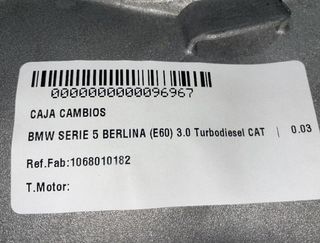 0000000000096967
CAJA CAMBIOS
BMW SERIE 5 BERLINA (E60) 3.0 Turbodiesel CAT | 0.03
Ref.Fab:1068010182
T.Motor: